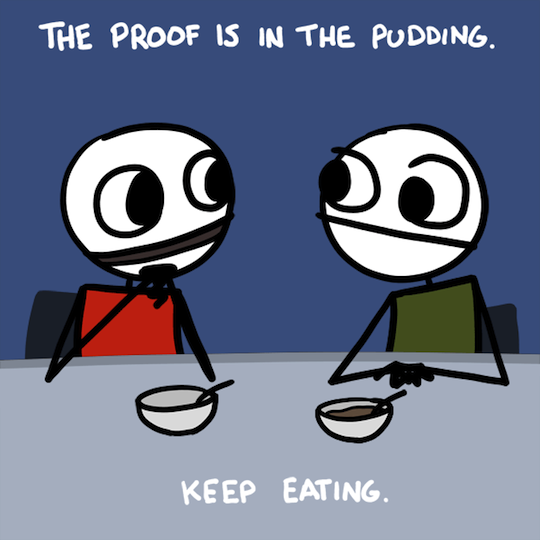 THE PROOF IS IN THE PUDDING.
KEEP EATING.